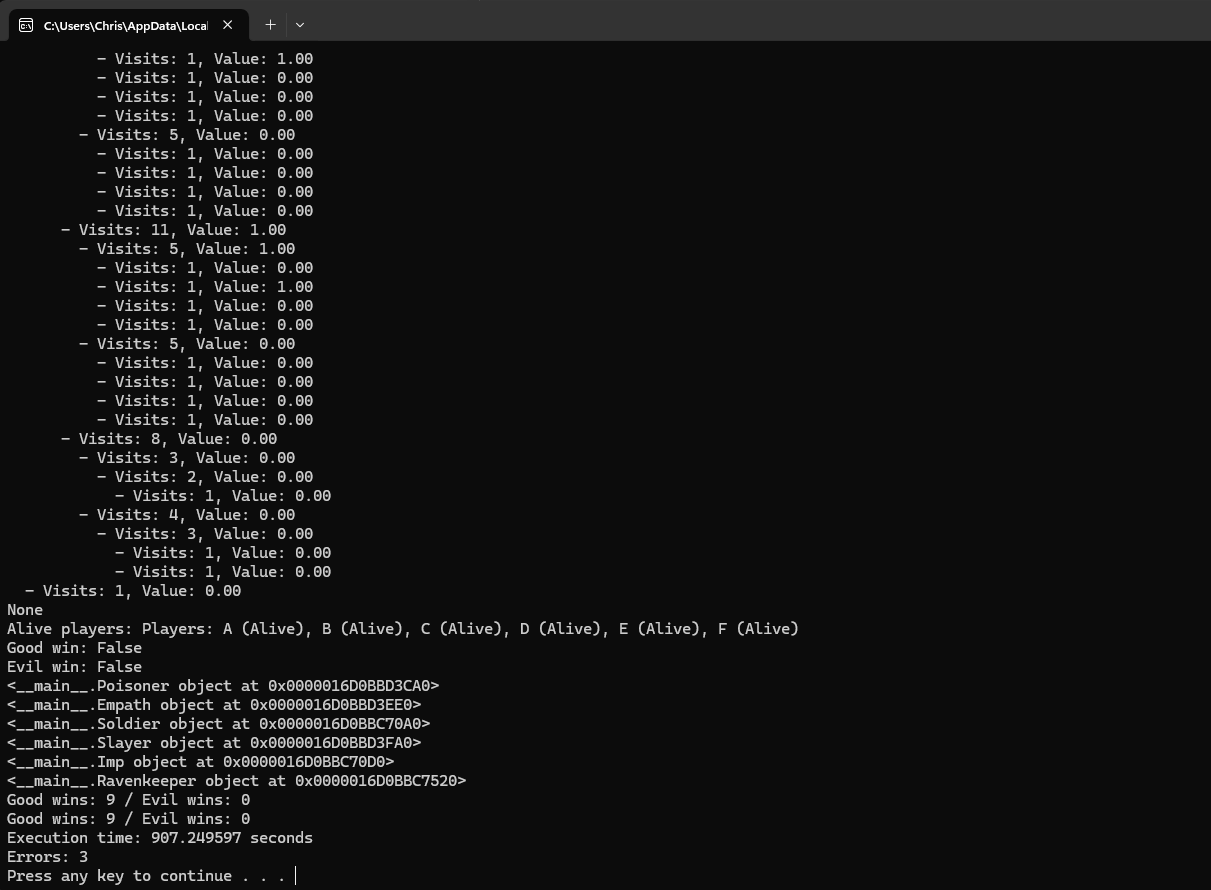 C:\Users\Chris\AppData\Loca
- Visits: 1, Value: 1.00
- Visits: 1, Value: 0.00
- Visits: 1, Value: 0.00
- Visits: 1, Value: 0.00
- Visits: 5, Value: 0.00
- Visits: 1, Value: 0.00
- Visits: 1, Value: 0.00
- Visits: 1, Value: 0.00
- Visits: 1, Value: 0.00
- Visits: 11, Value: 1.00
- Visits: 5, Value: 1.00
- Visits: 1, Value: 0.00
- Visits: 1, Value: 1.00
- Visits: 1, Value: 0.00
- Visits: 1, Value: 0.00
- Visits: 5, Value: 0.00
- Visits: 1, Value: 0.00
- Visits: 1, Value: 0.00
- Visits: 1, Value: 0.00
- Visits: 1, Value: 0.00
- Visits: 8, Value: 0.00
- Visits: 3, Value: 0.00
- Visits: 2, Value: 0.00
- Visits: 1, Value: 0.00
- Visits: 4, Value: 0.00
- Visits: 3, Value: 0.00
- Visits: 1, Value: 0.00
- Visits: 1, Value: 0.00
- Visits: 1, Value: 0.00
None
Alive players: Players: A (Alive), B (Alive), C (Alive), D (Alive), E (Alive), F (Alive)
Good win: False
Evil win: False
<__main__.Poisoner object at 0x0000016D0BBD3CA0>
<__main__.Empath object at 0x0000016D0BBD3EE0>
<__main__.Soldier object at 0x0000016D0BBC70A0>
<__main__.Slayer object at 0x0000016D0BBD3FA0>
<__main__.Imp object at 0x0000016D0BBC70D0>
<__main__.Ravenkeeper object at 0x0000016D0BBC7520>
Good wins: 9 / Evil wins: 0
Good wins: 9 / Evil wins: 0
Execution time: 907.249597 seconds
Errors: 3
Press any key to continue . . .